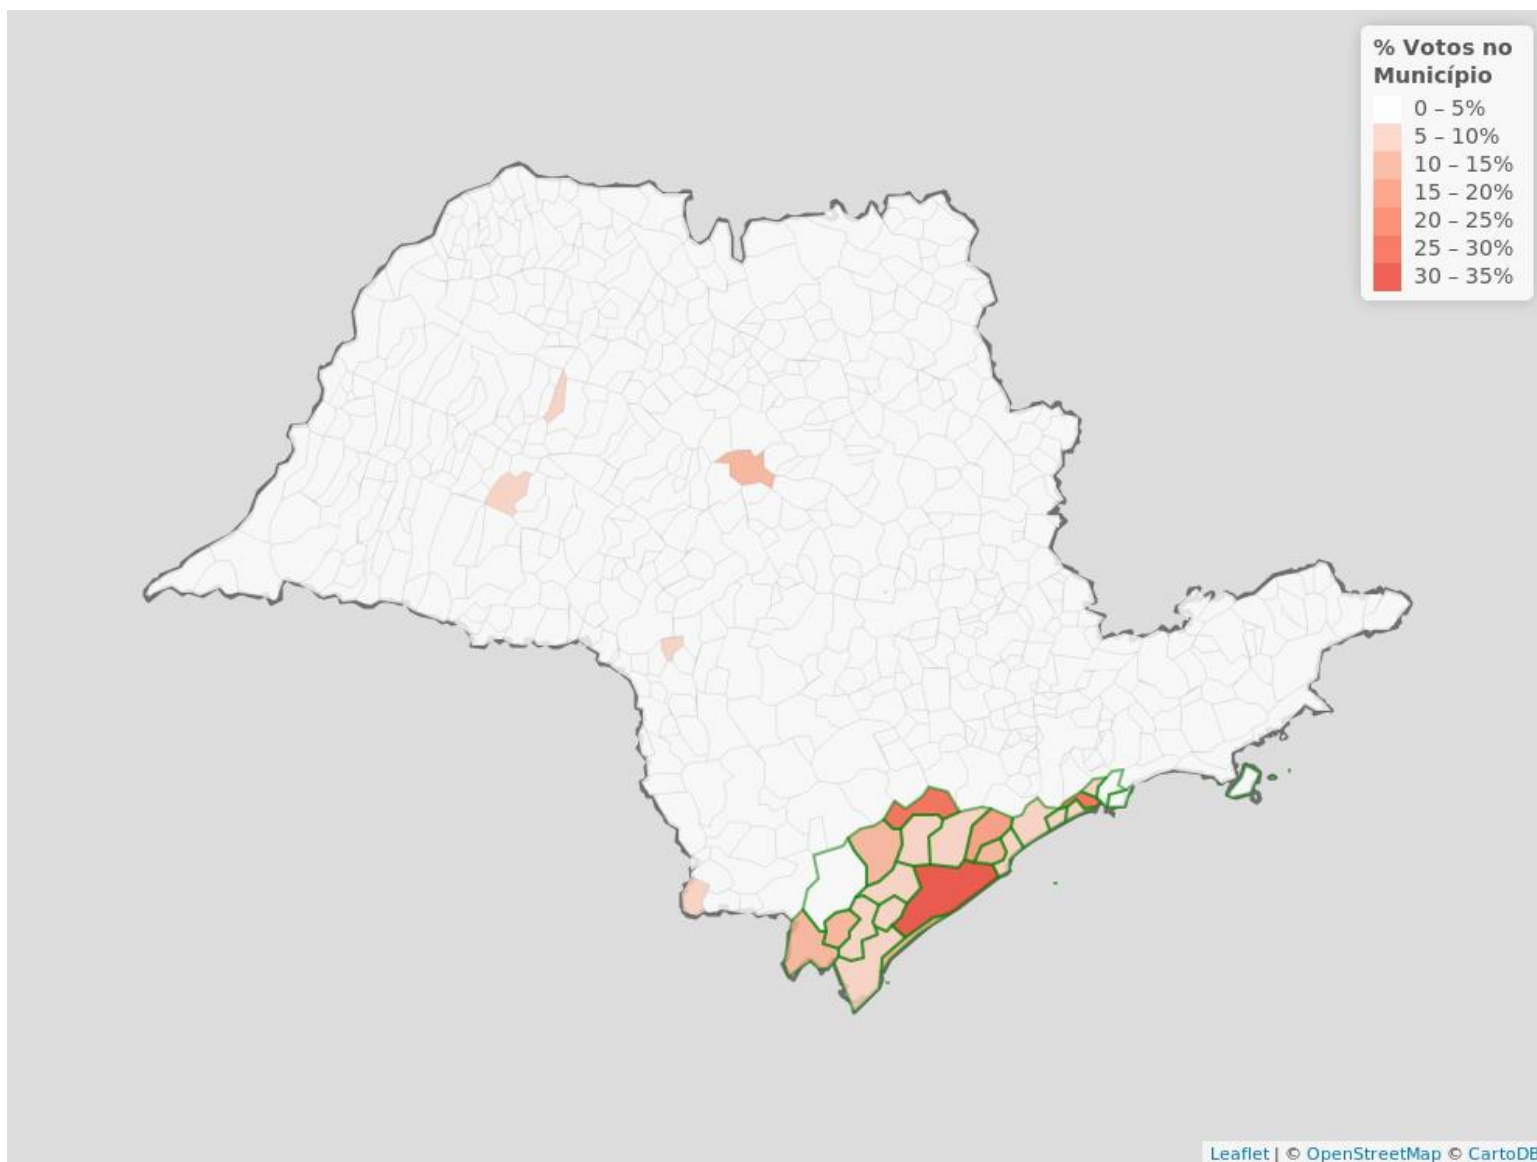 % Votos no
Município
0 – 5%
5 – 10%
10 – 15%
15 – 20%
20 – 25%
25 – 30%
30 – 35%
Leaflet | © OpenStreetMap © CartoDB